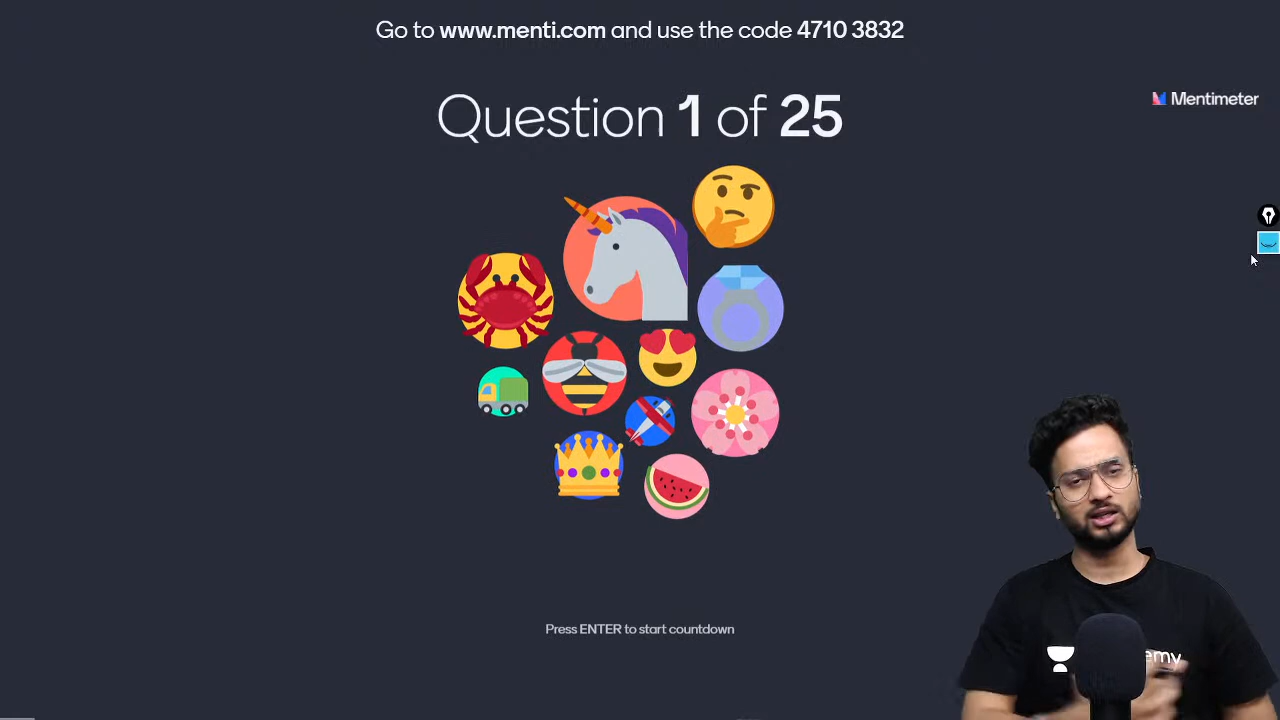 Go to www.menti.com and use the code 4710 3832
Question 1 of 25
Mentimeter
Press ENTER to start countdown